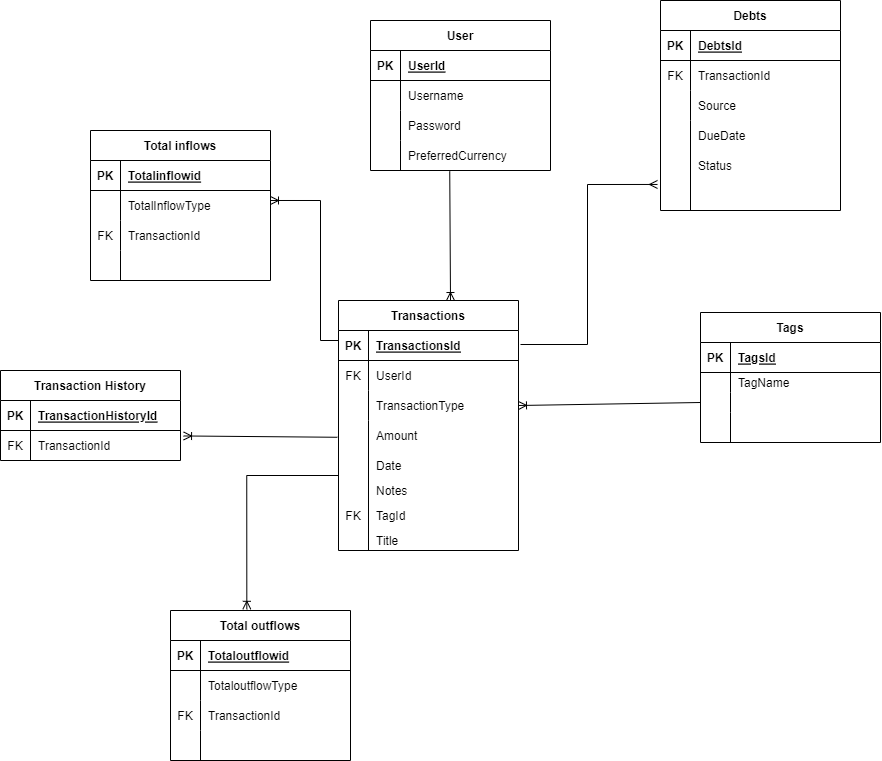 Debts
PK DebtsId
FK TransactionId
Source
DueDate
Status
User
PK UserId
Username
Password
PreferredCurrency
Total inflows
PK Totalinflowid
TotalInflowType
FK TransactionId
Transactions
PK TransactionsId
FK UserId
TransactionType
Amount
Date
Notes
FK TagId
Title
Tags
PK TagsId
TagName
Transaction History
PK TransactionHistoryId
FK TransactionId
Total outflows
PK Totaloutflowid
TotaloutflowType
FK TransactionId